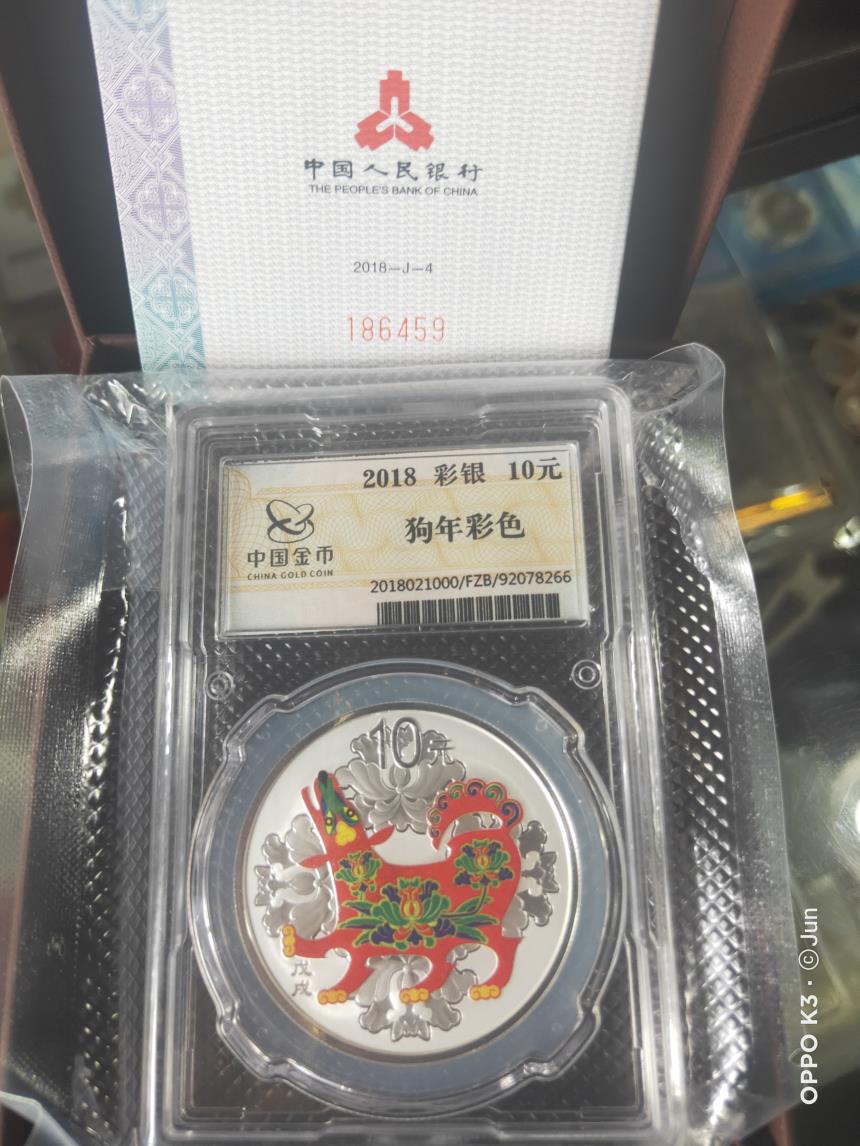 中国人民银行
THE PEOPLE'S BANK OF CHINA
2018-J-4
186459
2018 彩银 10元
狗年彩色
中国金币
CHINA GOLD COIN
2018021000/FZB/92078266
10元
戊戌
OPPO K3 · ©Jun